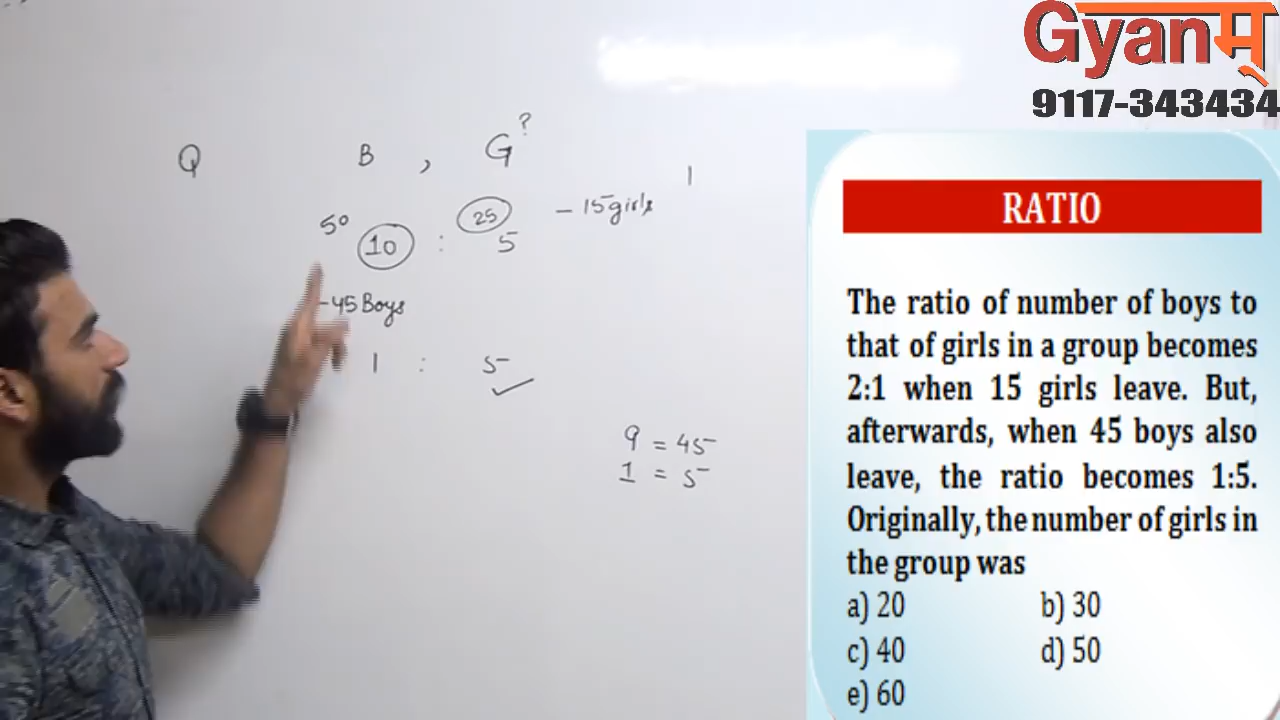 Gyanम्
9117-343434
Q B , G?
50 10 : 25 5 – 15 girls 1
– 45 Boys
1 : 5
9 = 45
1 = 5
RATIO
The ratio of number of boys to
that of girls in a group becomes
2:1 when 15 girls leave. But,
afterwards, when 45 boys also
leave, the ratio becomes 1:5.
Originally, the number of girls in
the group was
a) 20 b) 30
c) 40 d) 50
e) 60